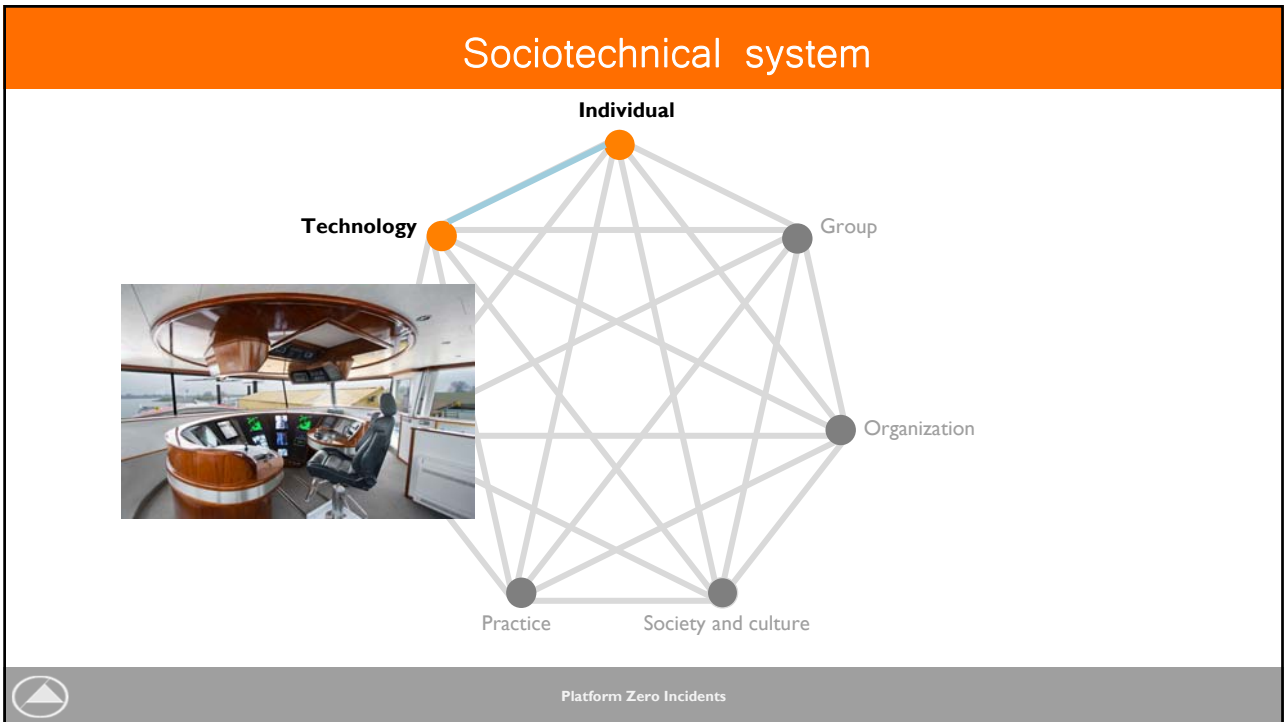 Sociotechnical system
Individual
Technology
Group
Organization
Practice
Society and culture
Platform Zero Incidents